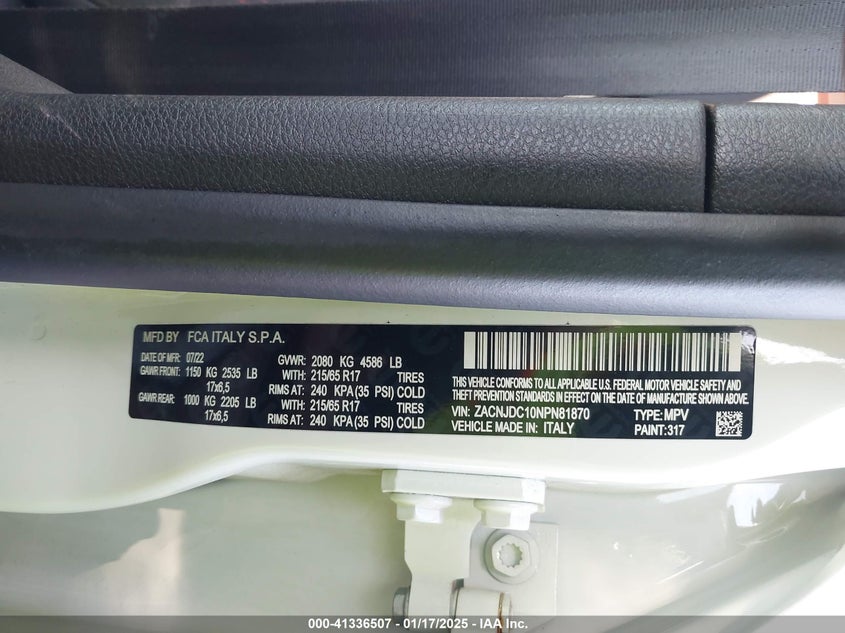 MFD BY FCA ITALY S.P.A.
DATE OF MFR: 07/22 GVWR: 2080 KG 4586 LB
GAWR FRONT: 1150 KG 2535 LB WITH: 215/65 R17 TIRES
17x6,5 RIMS AT: 240 KPA (35 PSI) COLD
GAWR REAR: 1000 KG 2205 LB WITH: 215/65 R17 TIRES
17x6,5 RIMS AT: 240 KPA (35 PSI) COLD
THIS VEHICLE CONFORMS TO ALL APPLICABLE U.S. FEDERAL MOTOR VEHICLE SAFETY AND
THEFT PREVENTION STANDARDS IN EFFECT ON THE DATE OF MANUFACTURE SHOWN ABOVE.
VIN: ZACNJDC10NPN81870 TYPE: MPV
VEHICLE MADE IN: ITALY PAINT: 317
000-41336507 - 01/17/2025 - IAA Inc.